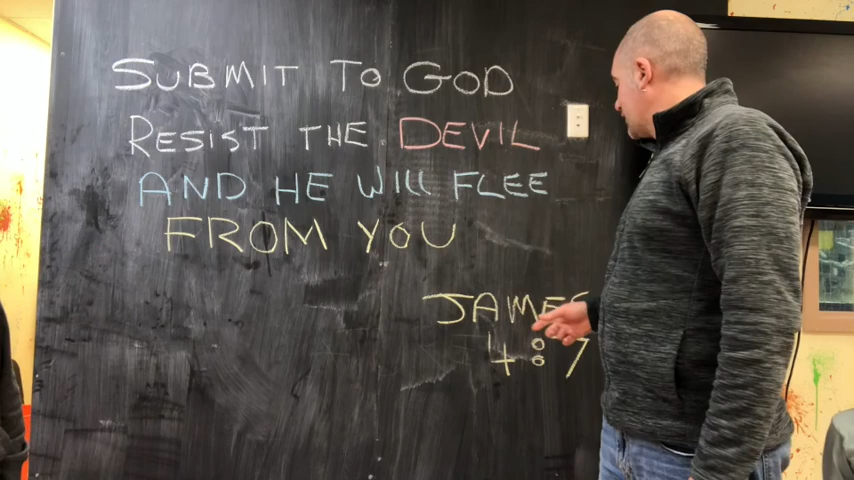 SUBMIT TO GOD
RESIST THE DEVIL
AND HE WILL FLEE
FROM YOU
JAMES
4:7